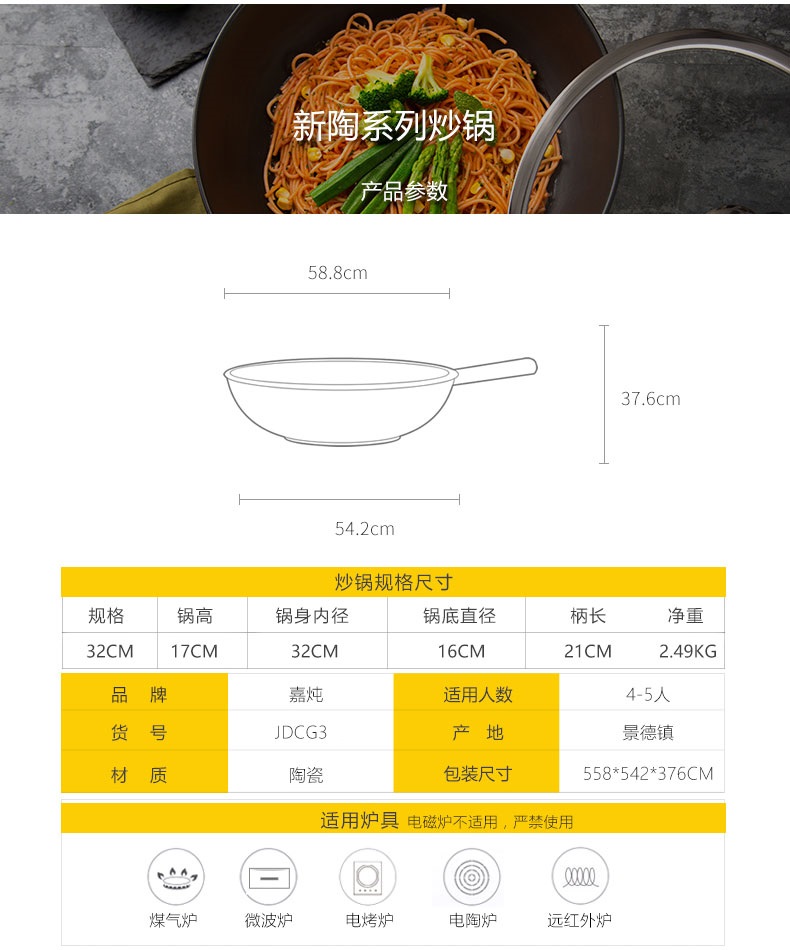 新陶系列炒锅
产品参数
58.8cm
37.6cm
54.2cm
炒锅规格尺寸
规格 锅高 锅身内径 锅底直径 柄长 净重
32CM 17CM 32CM 16CM 21CM 2.49KG
品 牌 嘉炖 适用人数 4-5人
货 号 JDCG3 产 地 景德镇
材 质 陶瓷 包装尺寸 558*542*376CM
适用炉具 电磁炉不适用，严禁使用
煤气炉 微波炉 电烤炉 电陶炉 远红外炉